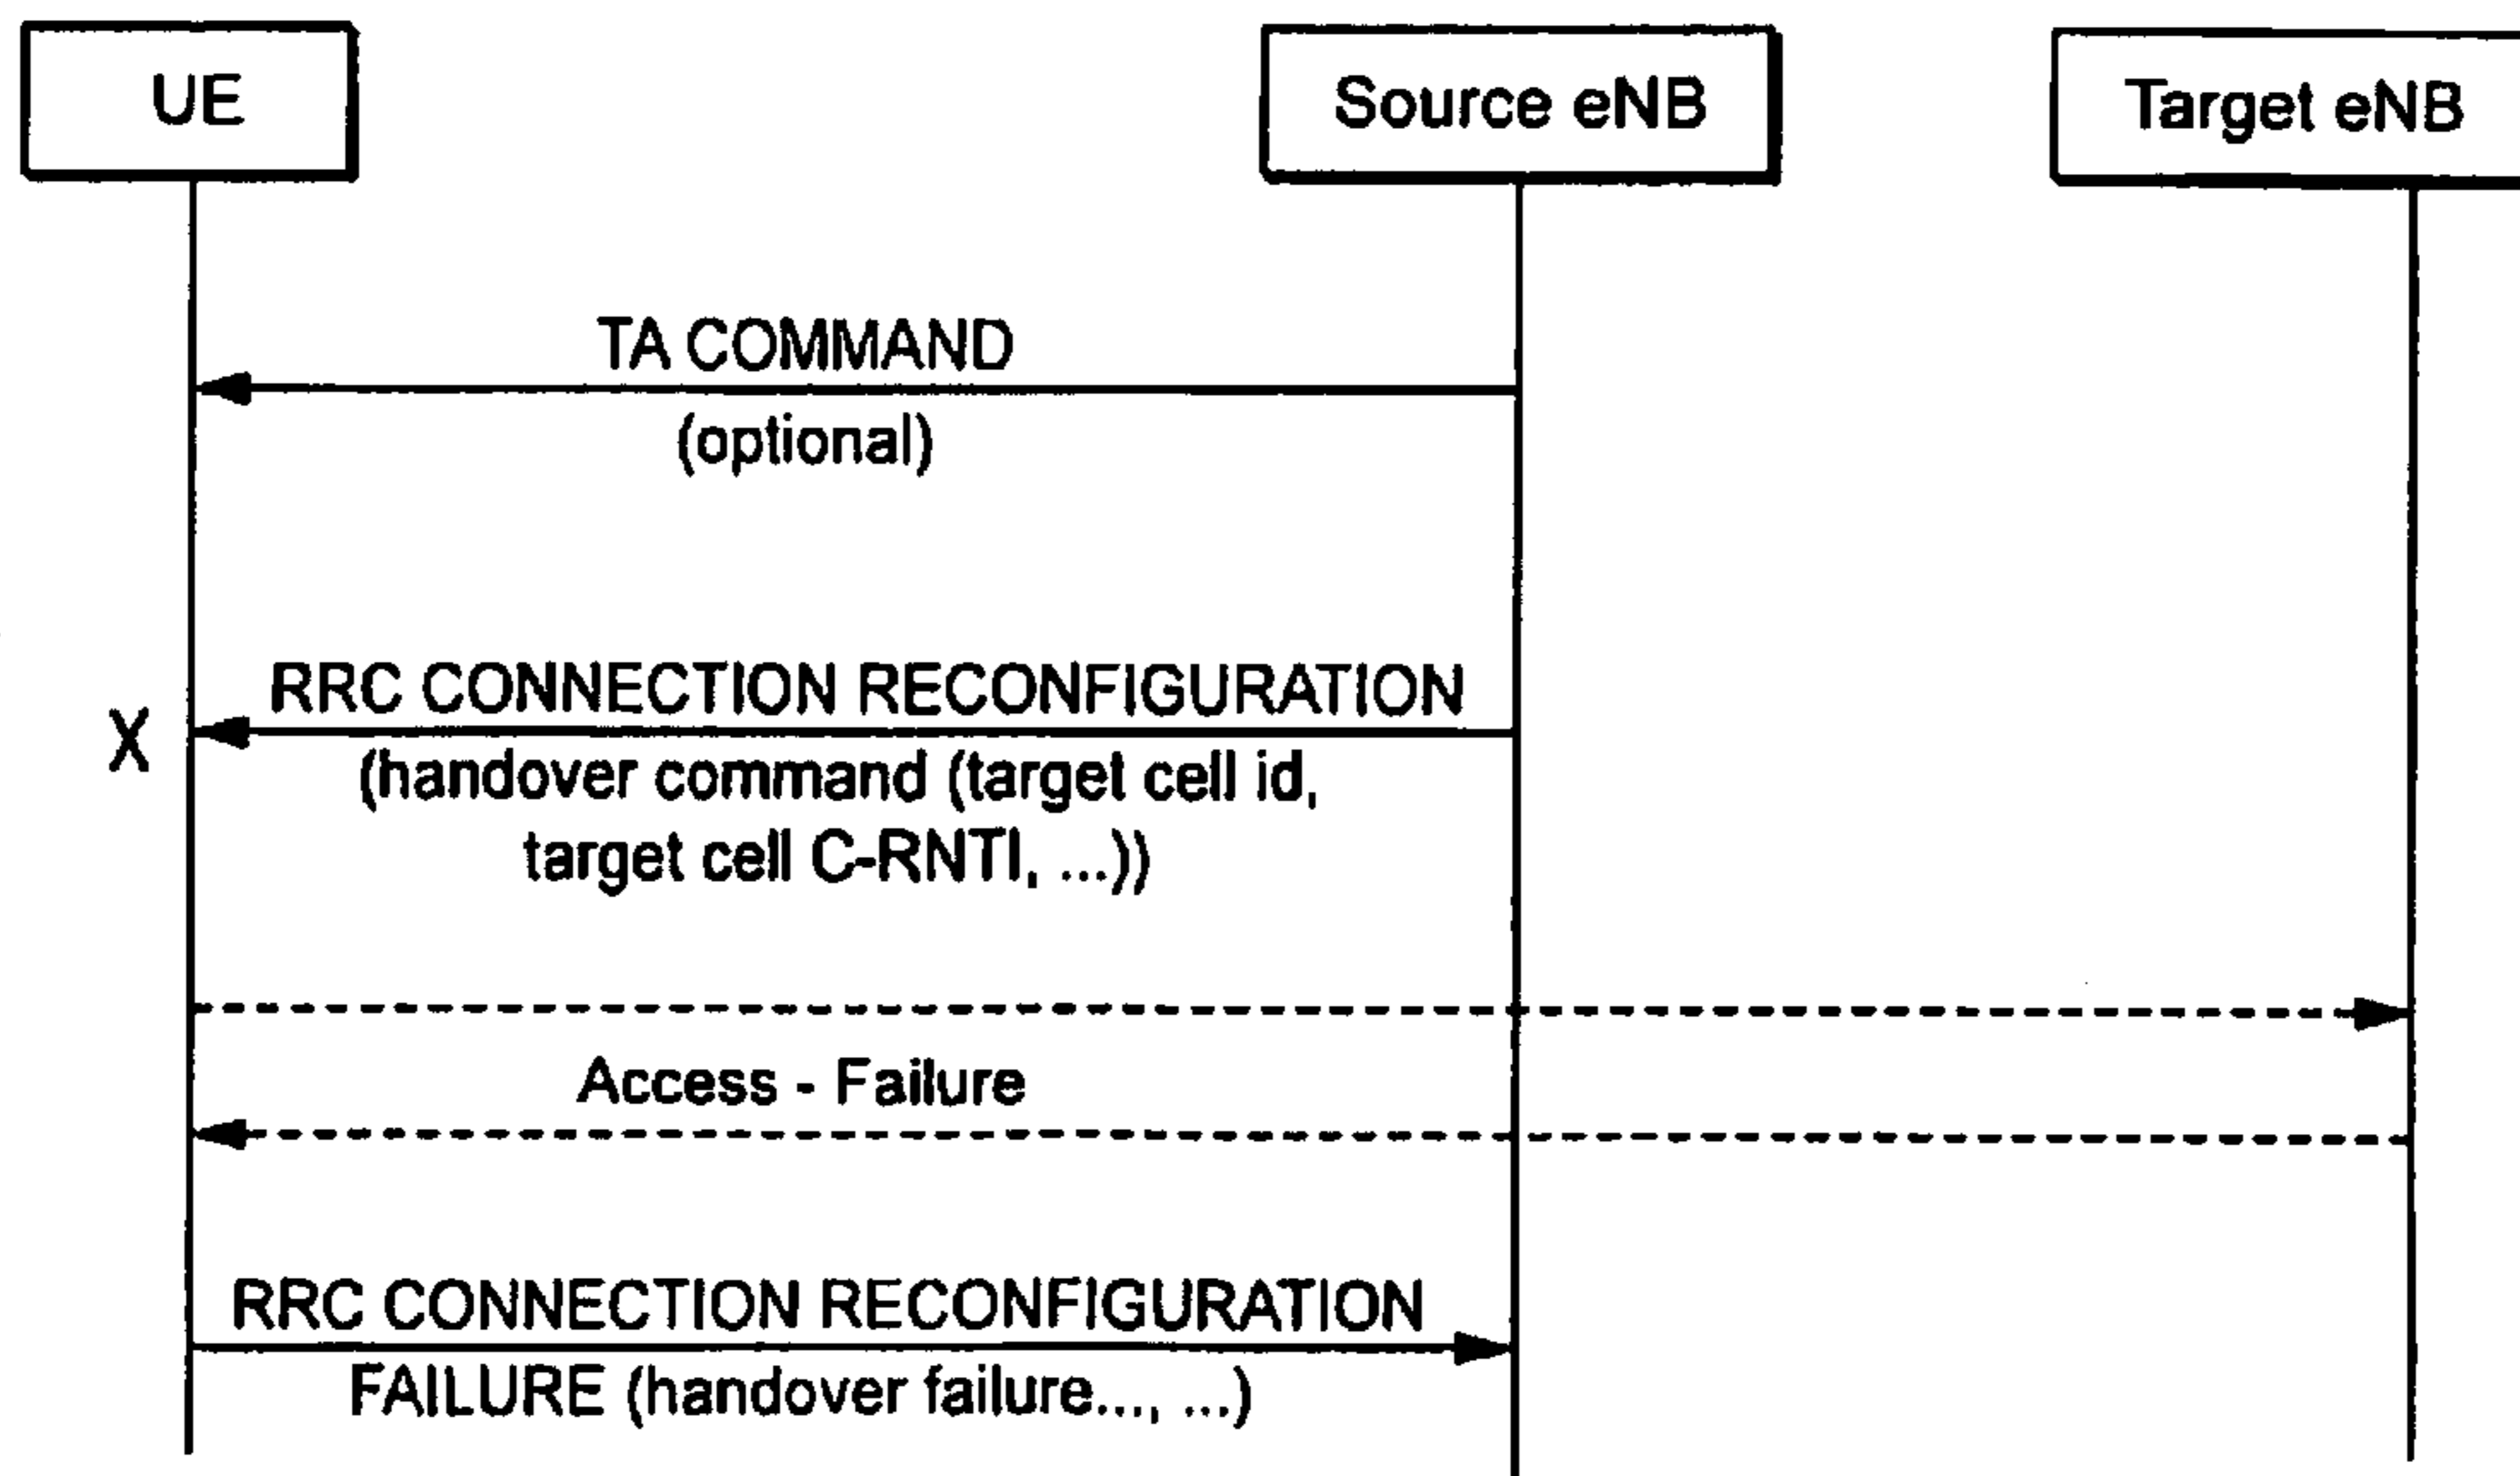 UE
Source eNB
Target eNB
TA COMMAND
(optional)
RRC CONNECTION RECONFIGURATION
X
(handover command (target cell id,
target cell C-RNTI, ...))
Access - Failure
RRC CONNECTION RECONFIGURATION
FAILURE (handover failure..., ...)